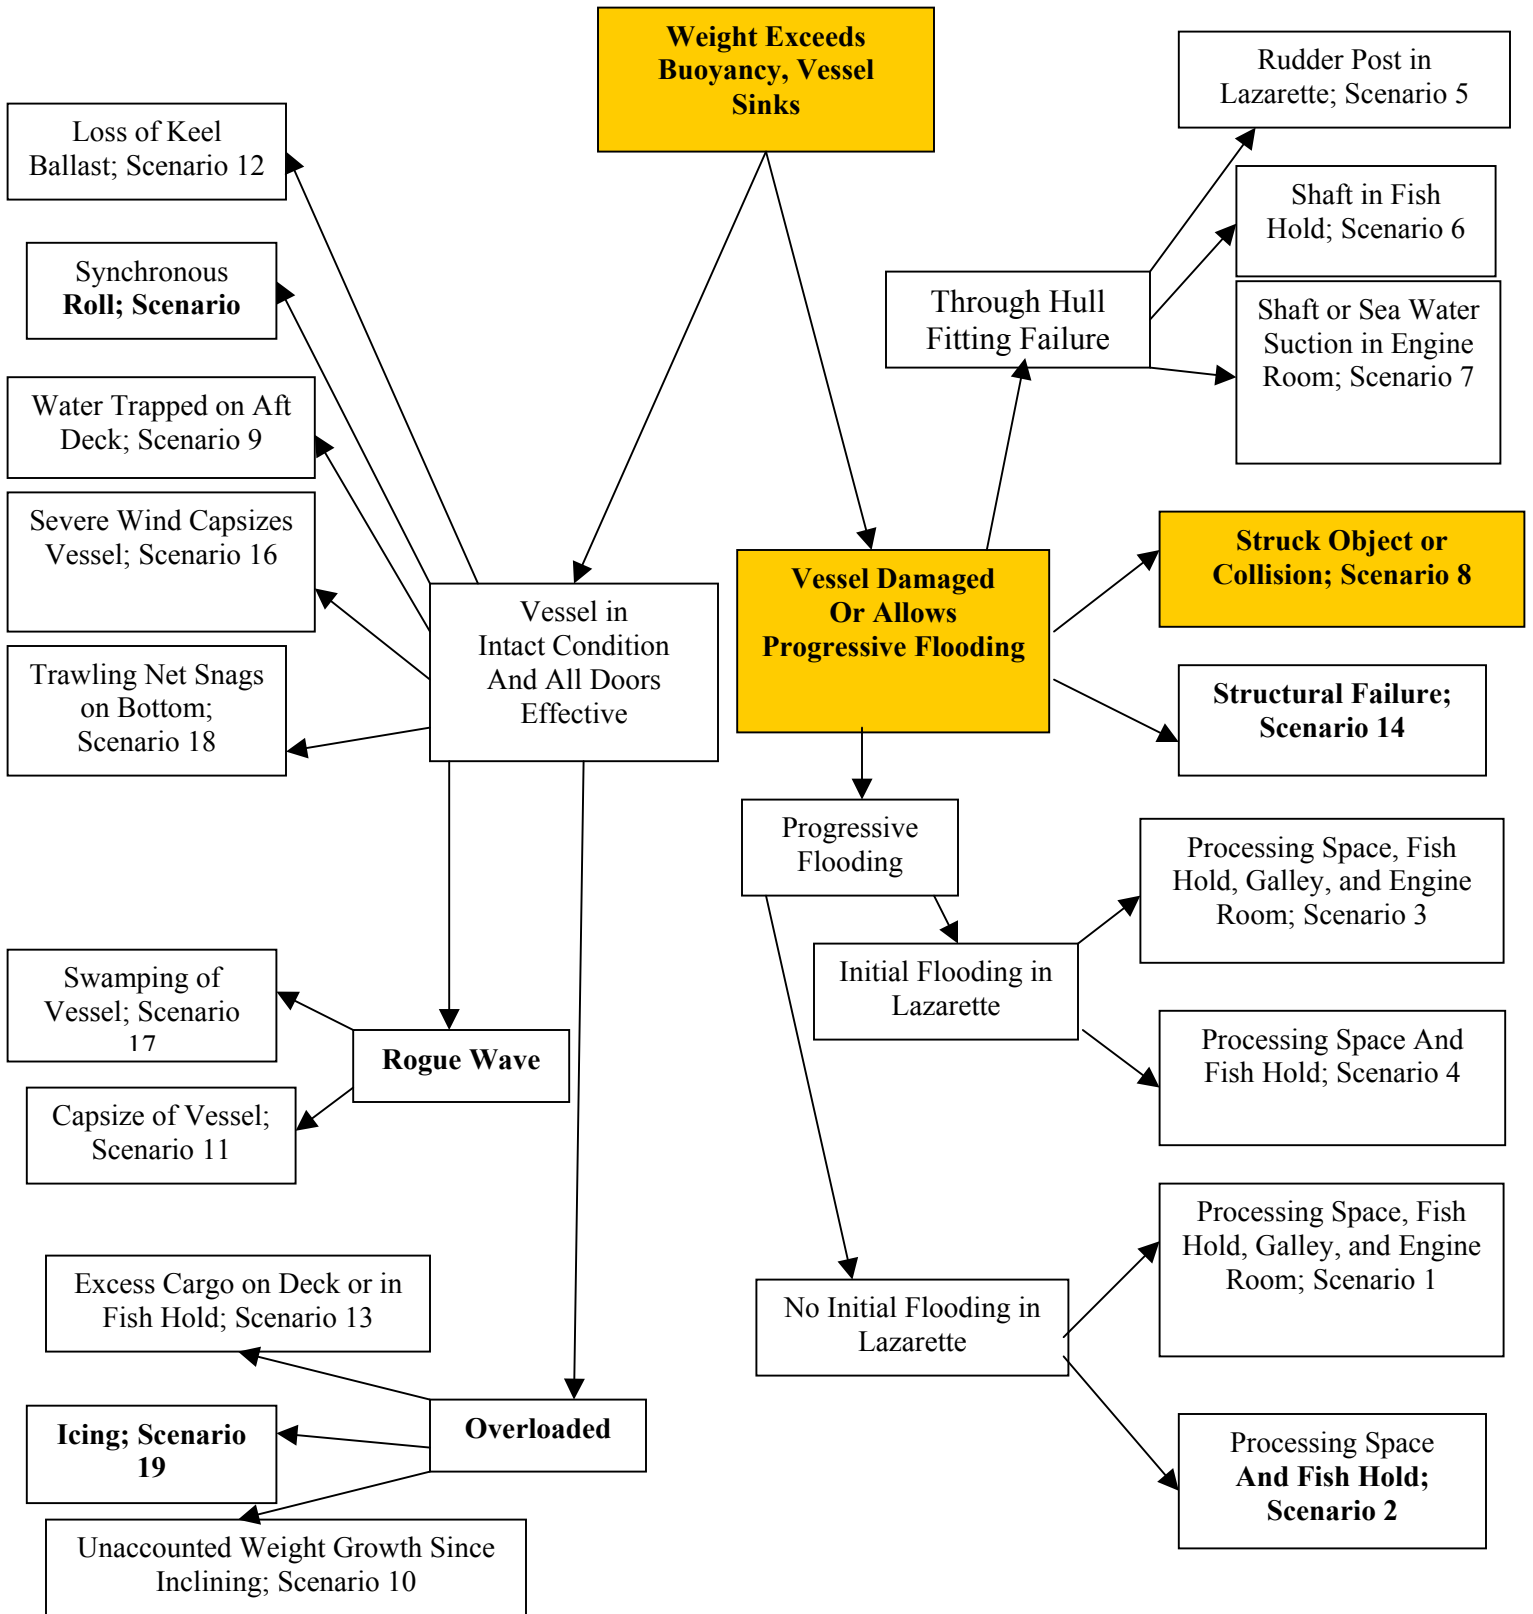 Weight Exceeds
Buoyancy, Vessel
Sinks
Rudder Post in
Lazarette; Scenario 5
Loss of Keel
Ballast; Scenario 12
Shaft in Fish
Hold; Scenario 6
Synchronous
Roll; Scenario
Through Hull
Fitting Failure
Shaft or Sea Water
Suction in Engine
Room; Scenario 7
Water Trapped on Aft
Deck; Scenario 9
Severe Wind Capsizes
Vessel; Scenario 16
Struck Object or
Collision; Scenario 8
Vessel Damaged
Or Allows
Progressive Flooding
Vessel in
Intact Condition
And All Doors
Effective
Trawling Net Snags
on Bottom;
Scenario 18
Structural Failure;
Scenario 14
Progressive
Flooding
Processing Space, Fish
Hold, Galley, and Engine
Room; Scenario 3
Initial Flooding in
Lazarette
Swamping of
Vessel; Scenario
17
Rogue Wave
Processing Space And
Fish Hold; Scenario 4
Capsize of Vessel;
Scenario 11
Processing Space, Fish
Hold, Galley, and Engine
Room; Scenario 1
Excess Cargo on Deck or in
Fish Hold; Scenario 13
No Initial Flooding in
Lazarette
Overloaded
Icing; Scenario
19
Processing Space
And Fish Hold;
Scenario 2
Unaccounted Weight Growth Since
Inclining; Scenario 10